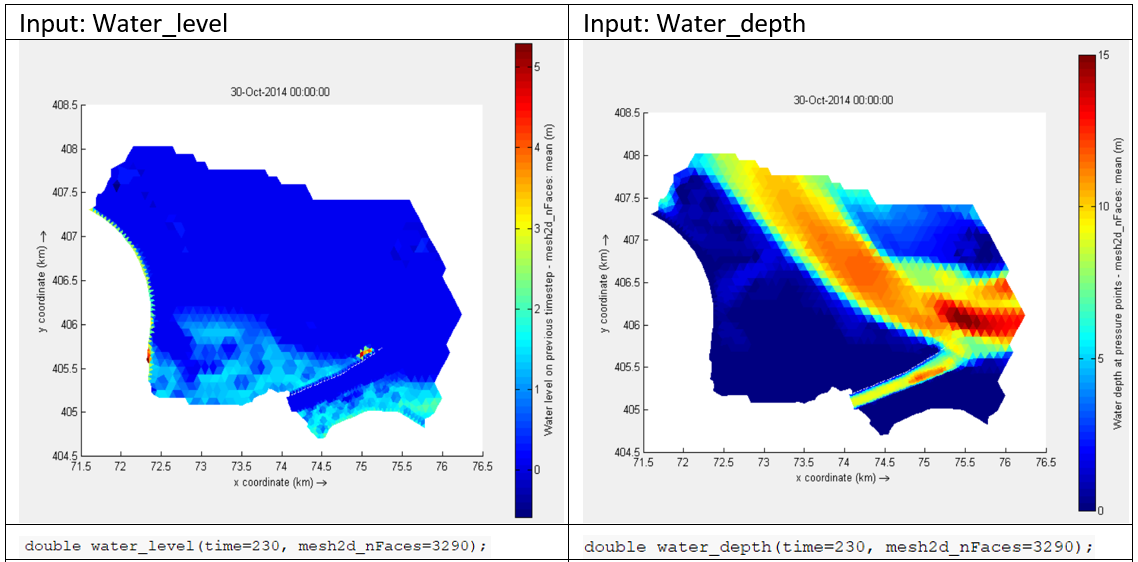 Input: Water_level
Input: Water_depth
30-Oct-2014 00:00:00
408.5
408
407.5
407
406.5
406
405.5
405
404.5
71.5 72 72.5 73 73.5 74 74.5 75 75.5 76 76.5
x coordinate (km) →
y coordinate (km) →
5
4
3
2
1
0
Water level on previous timestep - mesh2d_nFaces: mean (m)
30-Oct-2014 00:00:00
408.5
408
407.5
407
406.5
406
405.5
405
404.5
71.5 72 72.5 73 73.5 74 74.5 75 75.5 76 76.5
x coordinate (km) →
y coordinate (km) →
15
10
5
0
Water depth at pressure points - mesh2d_nFaces: mean (m)
double water_level(time=230, mesh2d_nFaces=3290);
double water_depth(time=230, mesh2d_nFaces=3290);